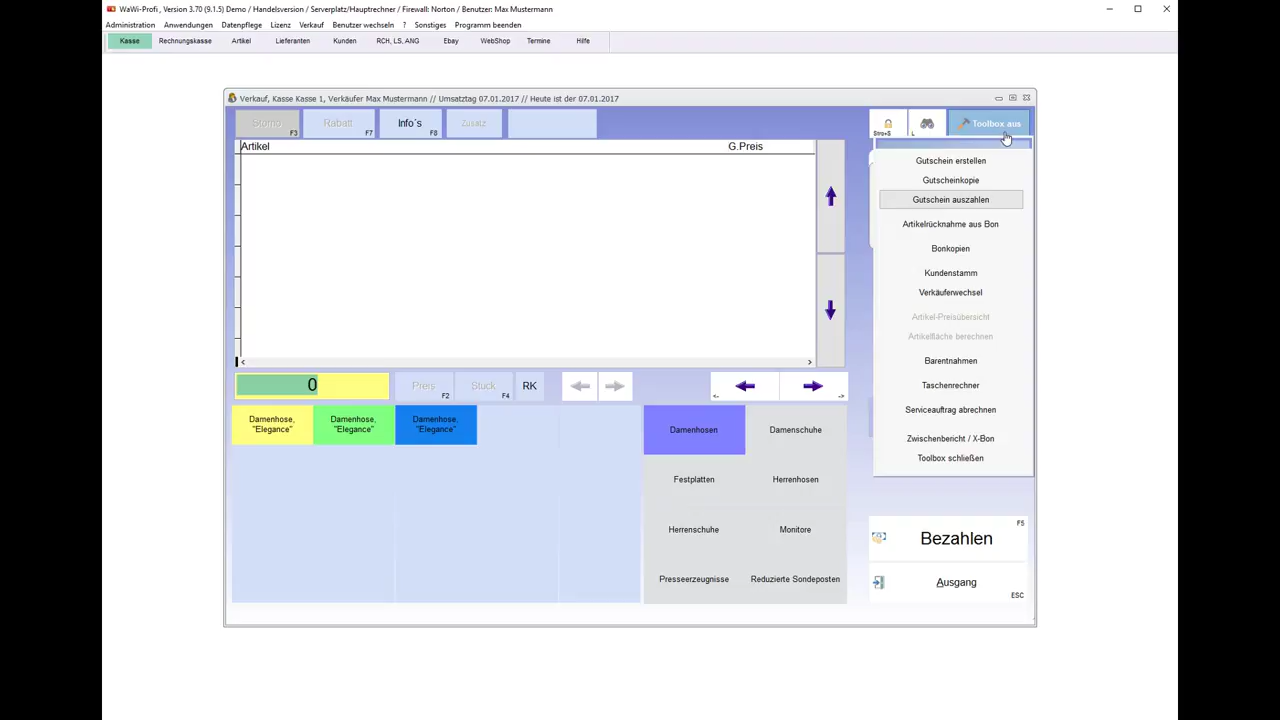 WaWi-Profi , Version 3.70 (9.1.5) Demo / Handelsversion / Serverplatz/Hauptrechner / Firewall: Norton / Benutzer: Max Mustermann
Administration Anwendungen Datenpflege Lizenz Verkauf Benutzer wechseln ? Sonstiges Programm beenden
Kasse Rechnungskasse Artikel Lieferanten Kunden RCH, LS, ANG Ebay WebShop Termine Hilfe
Verkauf, Kasse Kasse 1, Verkäufer Max Mustermann // Umsatztag 07.01.2017 // Heute ist der 07.01.2017
Storno F3 Rabatt F7 Info´s F8 Zusatz Strg+S L Toolbox aus
Artikel G.Preis
Gutschein erstellen
Gutscheinkopie
Gutschein auszahlen
Artikelrücknahme aus Bon
Bonkopien
Kundenstamm
Verkäuferwechsel
Artikel-Preisübersicht
Artikelfläche berechnen
Barentnahmen
Taschenrechner
Serviceauftrag abrechnen
Zwischenbericht / X-Bon
Toolbox schließen
0 Preis F2 Stück F4 RK <- ->
Damenhose, "Elegance"
Damenhose, "Elegance"
Damenhose, "Elegance"
Damenhosen Damenschuhe
Festplatten Herrenhosen
Herrenschuhe Monitore
Presseerzeugnisse Reduzierte Sondeposten
Bezahlen F5
Ausgang ESC